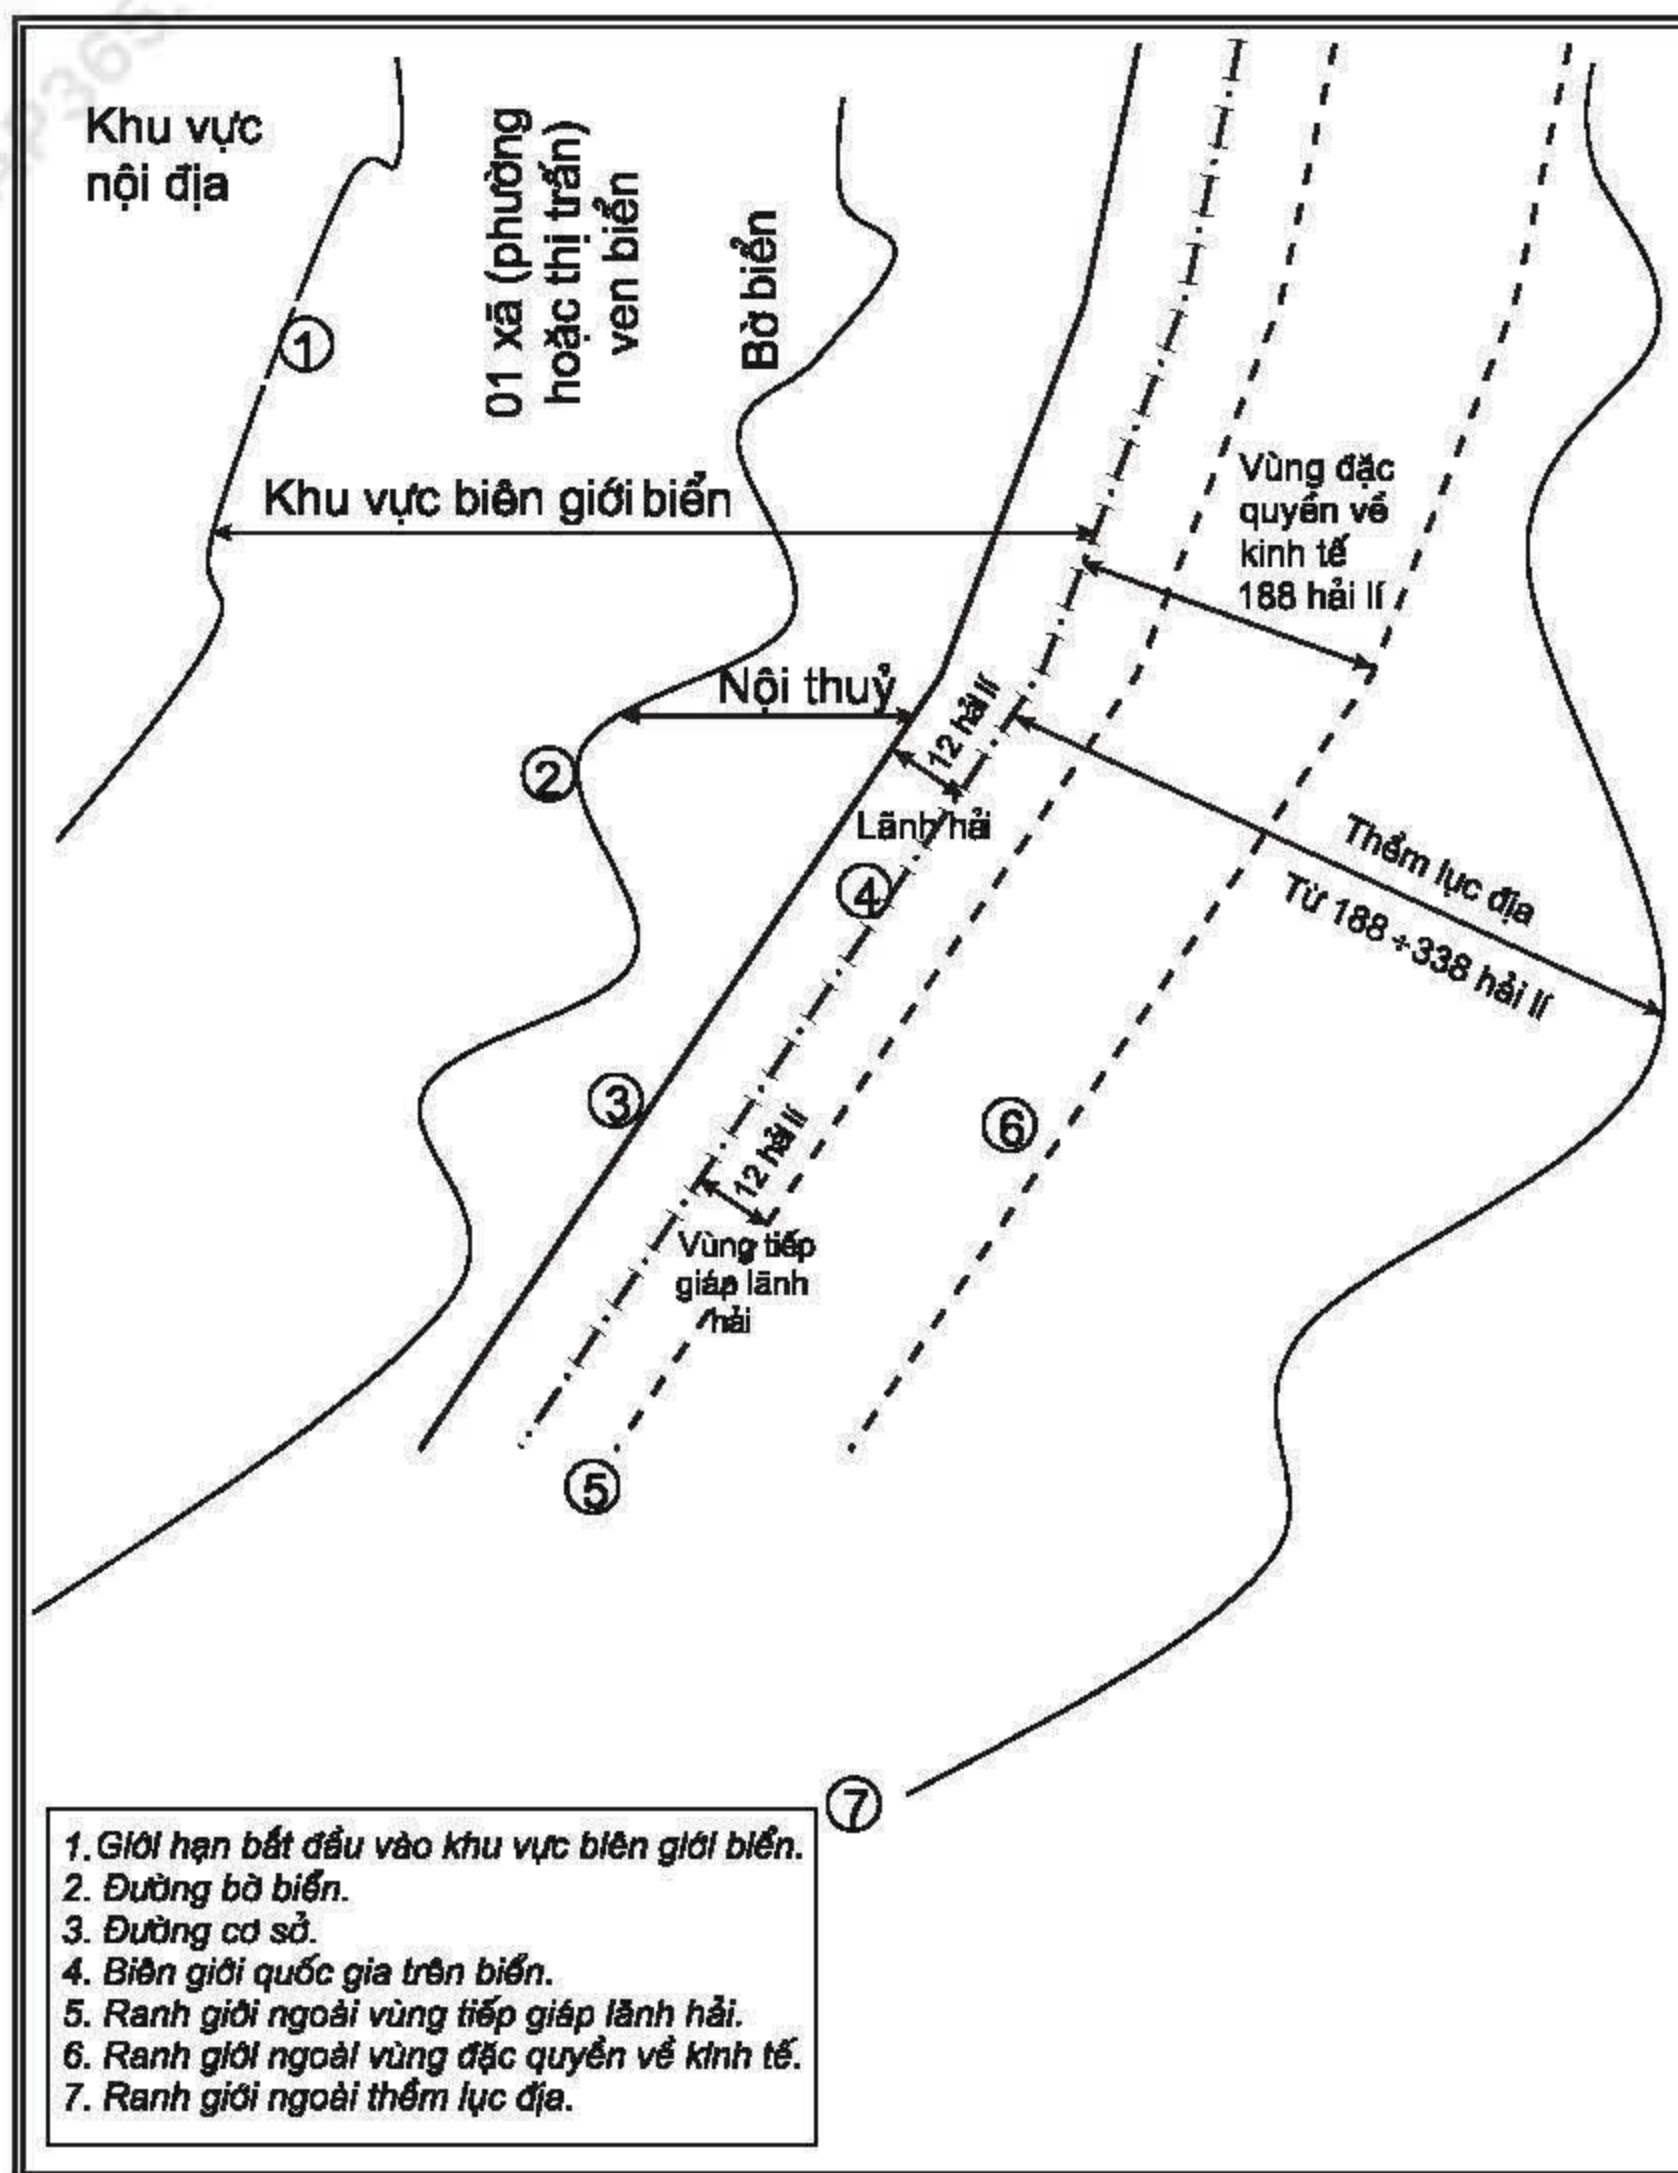 Khu vực
nội địa
01 xã (phường
hoặc thị trấn)
ven biển
Bờ biển
1
Khu vực biên giới biển
Vùng đặc
quyền về
kinh tế
188 hải lí
Nội thuỷ
12 hải lí
2
Lãnh hải
Thềm lục địa
Từ 188÷338 hải lí
4
3
12 hải lí
6
Vùng tiếp
giáp lãnh
hải
5
7
1. Giới hạn bắt đầu vào khu vực biên giới biển.
2. Đường bờ biển.
3. Đường cơ sở.
4. Biên giới quốc gia trên biển.
5. Ranh giới ngoài vùng tiếp giáp lãnh hải.
6. Ranh giới ngoài vùng đặc quyền về kinh tế.
7. Ranh giới ngoài thềm lục địa.